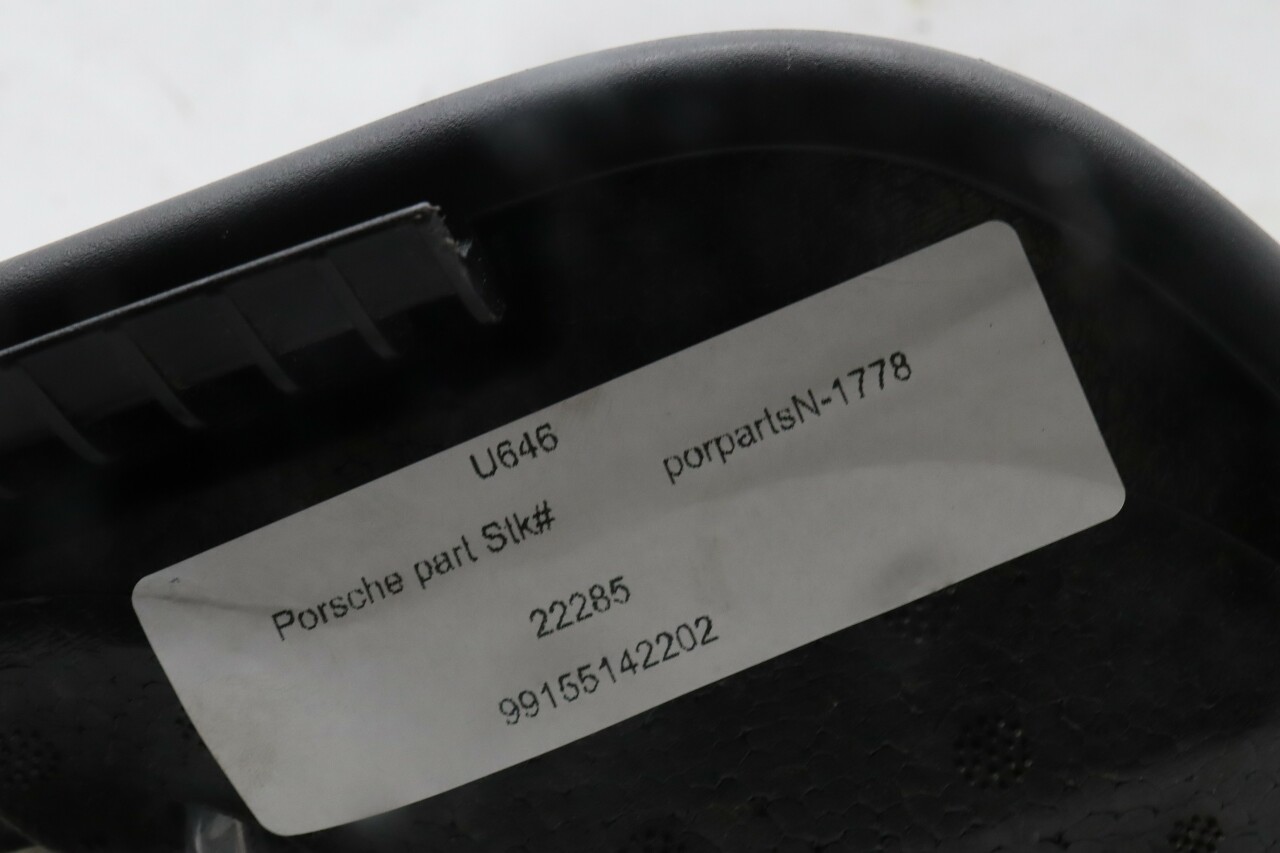 U646
porpartsN-1778
Porsche part Stk#
22285
99155142202